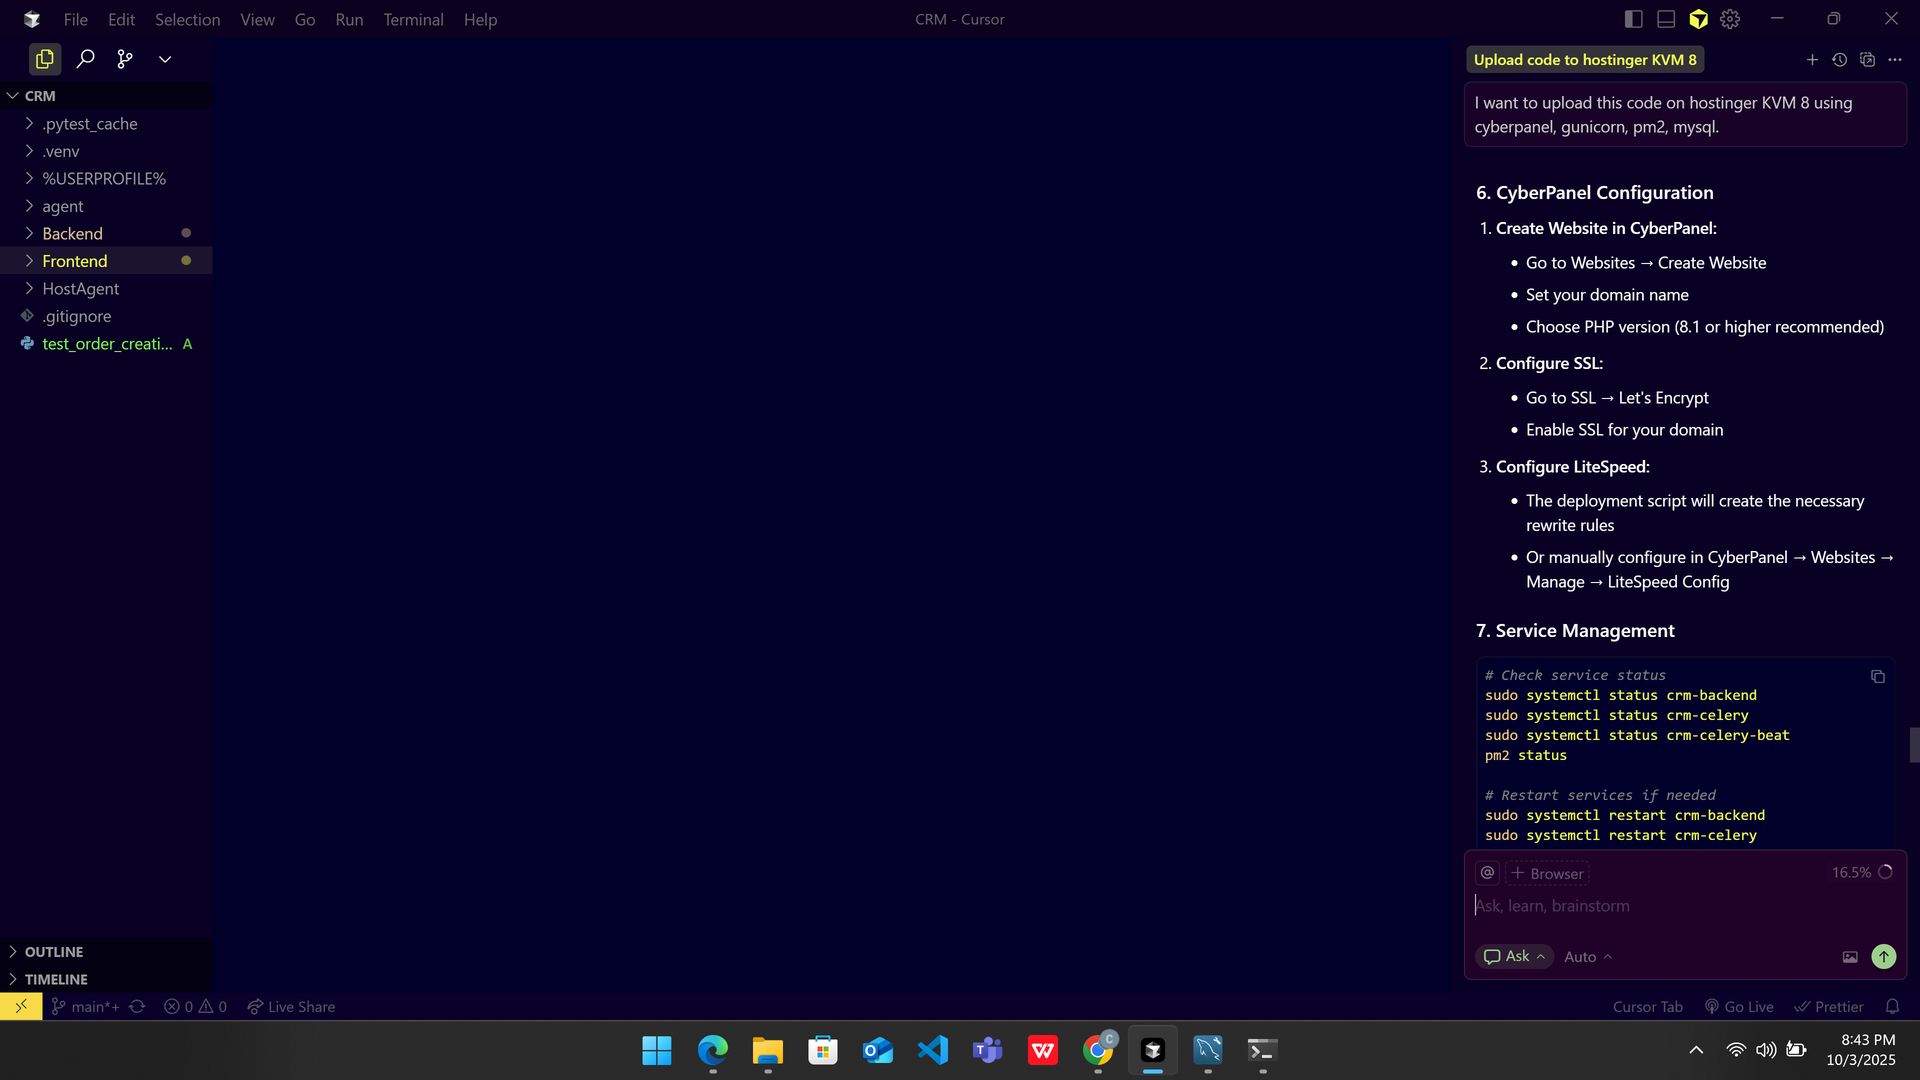 File Edit Selection View Go Run Terminal Help
CRM - Cursor
CRM
.pytest_cache
.venv
%USERPROFILE%
agent
Backend
Frontend
HostAgent
.gitignore
test_order_creati... A
OUTLINE
TIMELINE
Upload code to hostinger KVM 8
I want to upload this code on hostinger KVM 8 using
cyberpanel, gunicorn, pm2, mysql.
6. CyberPanel Configuration
1. Create Website in CyberPanel:
• Go to Websites → Create Website
• Set your domain name
• Choose PHP version (8.1 or higher recommended)
2. Configure SSL:
• Go to SSL → Let's Encrypt
• Enable SSL for your domain
3. Configure LiteSpeed:
• The deployment script will create the necessary
rewrite rules
• Or manually configure in CyberPanel → Websites →
Manage → LiteSpeed Config
7. Service Management
# Check service status
sudo systemctl status crm-backend
sudo systemctl status crm-celery
sudo systemctl status crm-celery-beat
pm2 status
# Restart services if needed
sudo systemctl restart crm-backend
sudo systemctl restart crm-celery
@ + Browser 16.5%
Ask, learn, brainstorm
Ask Auto
main*+ 0 0 Live Share
Cursor Tab Go Live Prettier
8:43 PM
10/3/2025